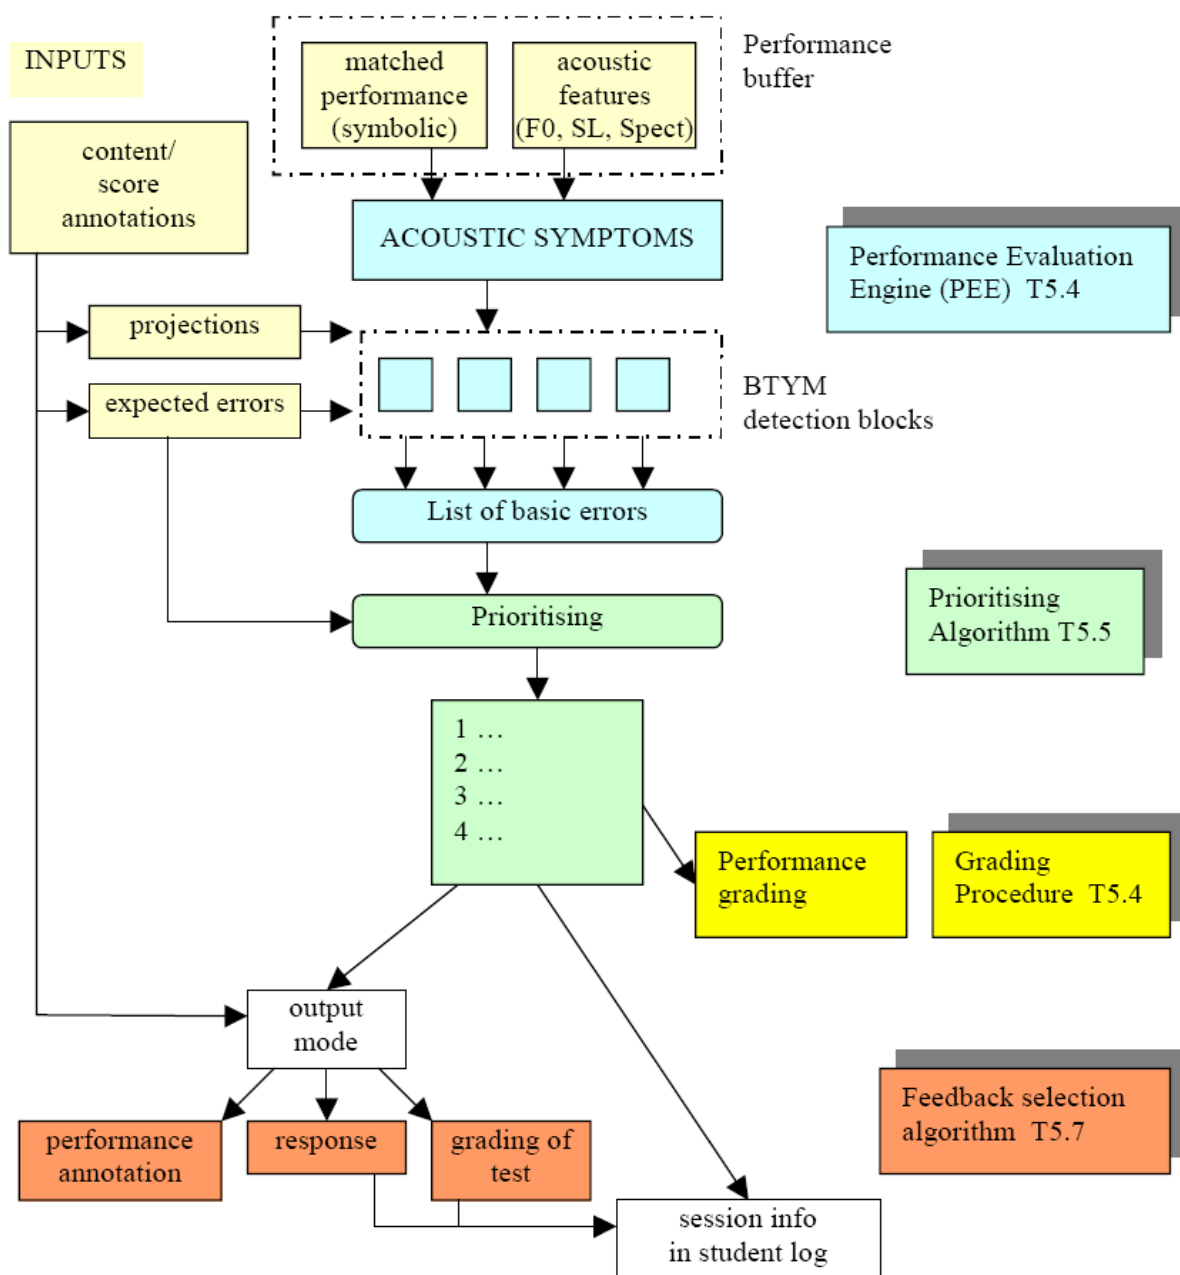 INPUTS
matched
performance
(symbolic)
acoustic
features
(F0, SL, Spect)
Performance
buffer
content/
score
annotations
ACOUSTIC SYMPTOMS
Performance Evaluation
Engine (PEE)  T5.4
projections
expected errors
BTYM
detection blocks
List of basic errors
Prioritising
Prioritising
Algorithm T5.5
1 …
2 …
3 …
4 …
Performance
grading
Grading
Procedure  T5.4
output
mode
Feedback selection
algorithm  T5.7
performance
annotation
response
grading of
test
session info
in student log